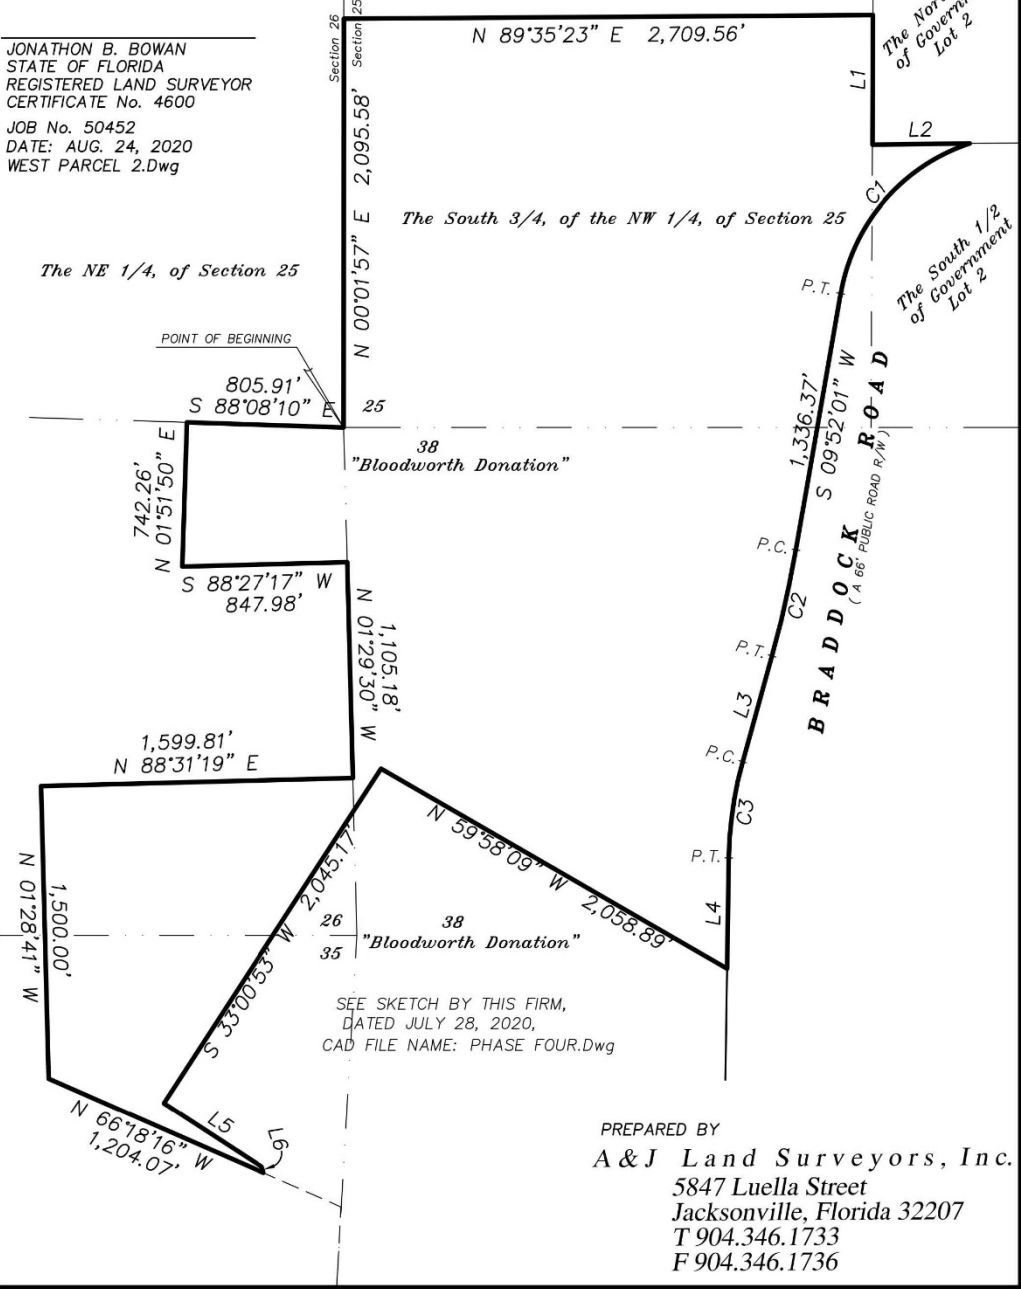 JONATHON B. BOWAN
STATE OF FLORIDA
REGISTERED LAND SURVEYOR
CERTIFICATE No. 4600
JOB No. 50452
DATE: AUG. 24, 2020
WEST PARCEL 2.Dwg
Section 26
Section 25
N 89°35'23" E 2,709.56'
L1
The
of Governm
Lot 2
L2
C1
N 00°01'57" E 2,095.58'
The South 3/4, of the NW 1/4, of Section 25
The South 1/2
of Government
Lot 2
The NE 1/4, of Section 25
P.T.
POINT OF BEGINNING
805.91'
S 88°08'10" E
25
1,336.37'
S 09°52'01" W
38
"Bloodworth Donation"
742.26'
N 01°51'50" E
BRADDOCK ROAD
( A 66' PUBLIC ROAD R/W )
P.C.
S 88°27'17" W
847.98'
C2
1,105.18'
N 01°29'30" W
P.T.
L3
1,599.81'
N 88°31'19" E
P.C.
C3
N 59°58'09" W 2,058.89'
P.T.
S 33°00'53" W 2,045.17'
L4
1,500.00'
N 01°28'41" W
26
35
38
"Bloodworth Donation"
SEE SKETCH BY THIS FIRM,
DATED JULY 28, 2020,
CAD FILE NAME: PHASE FOUR.Dwg
L5
L6
N 66°18'16" W
1,204.07'
PREPARED BY
A & J Land Surveyors, Inc.
5847 Luella Street
Jacksonville, Florida 32207
T 904.346.1733
F 904.346.1736